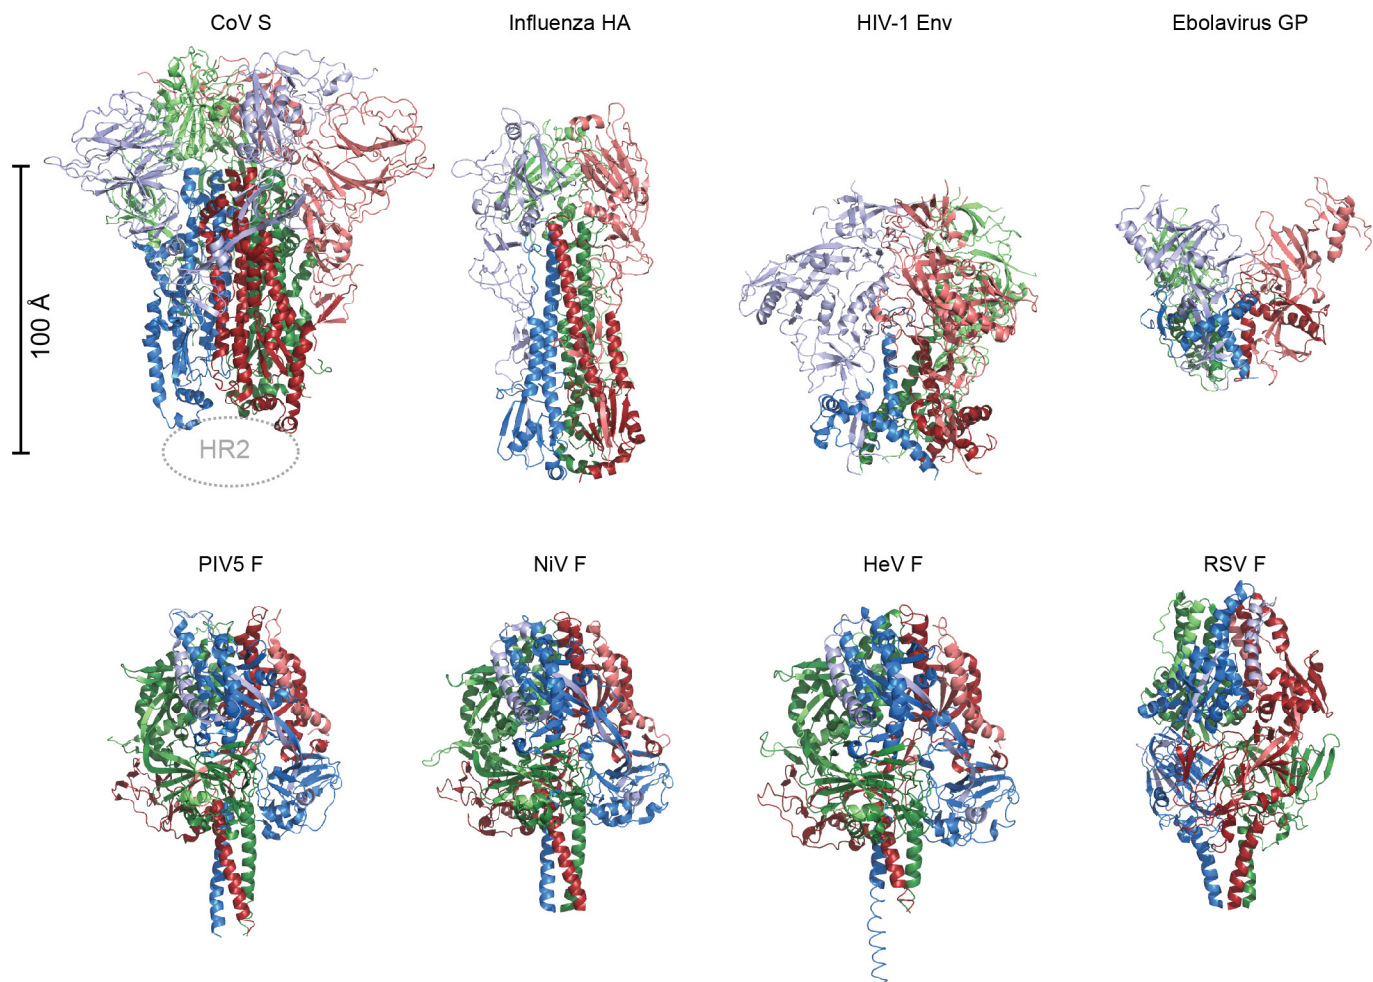 CoV S
Influenza HA
HIV-1 Env
Ebolavirus GP
100 Å
HR2
PIV5 F
NiV F
HeV F
RSV F